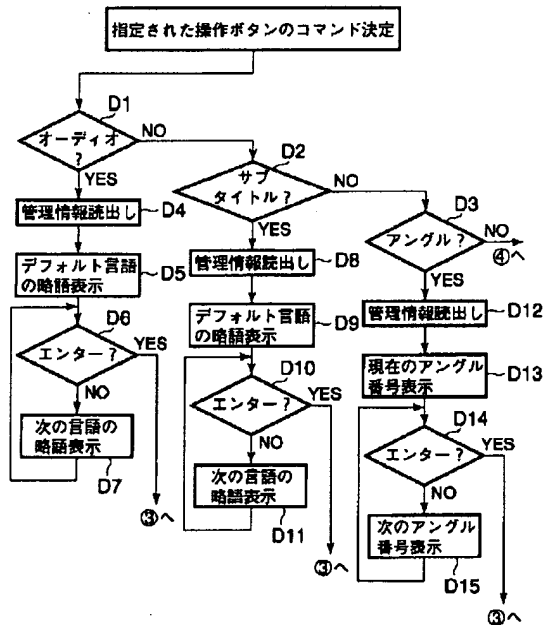 指定された操作ボタンのコマンド決定
D1
オーディオ
?
NO
YES
管理情報読出し
D4
デフォルト言語
の略語表示
D5
D6
エンター?
YES
NO
次の言語の
略語表示
D7
③へ
D2
サブ
タイトル?
NO
YES
管理情報読出し
D8
デフォルト言語
の略語表示
D9
D10
エンター?
YES
NO
次の言語の
略語表示
D11
③へ
D3
アングル?
NO
④へ
YES
管理情報読出し
D12
現在のアングル
番号表示
D13
D14
エンター?
YES
NO
次のアングル
番号表示
D15
③へ